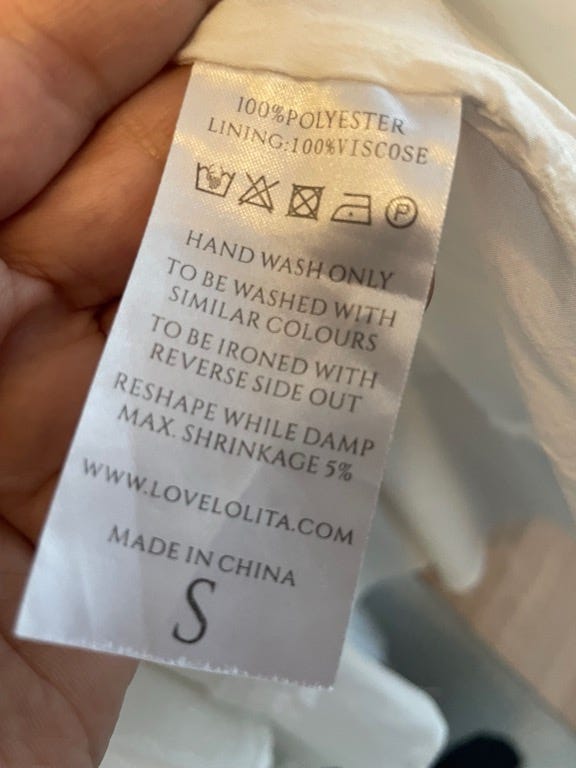 100%POLYESTER
LINING:100%VISCOSE
P
HAND WASH ONLY
TO BE WASHED WITH
SIMILAR COLOURS
TO BE IRONED WITH
REVERSE SIDE OUT
RESHAPE WHILE DAMP
MAX. SHRINKAGE 5%
WWW.LOVELOLITA.COM
MADE IN CHINA
S